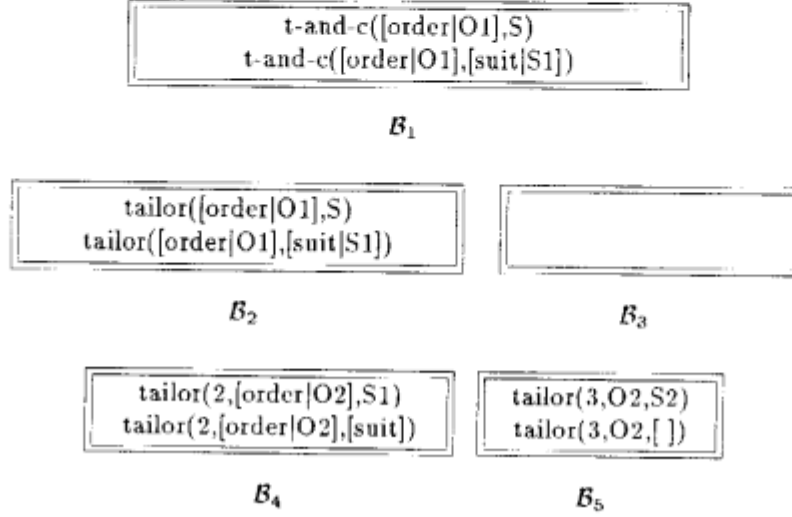 t-and-c([order|O1],S)
t-and-c([order|O1],[suit|S1])
ℬ₁
tailor([order|O1],S)
tailor([order|O1],[suit|S1])
ℬ₂
ℬ₃
tailor(2,[order|O2],S1)
tailor(2,[order|O2],[suit])
ℬ₄
tailor(3,O2,S2)
tailor(3,O2,[ ])
ℬ₅